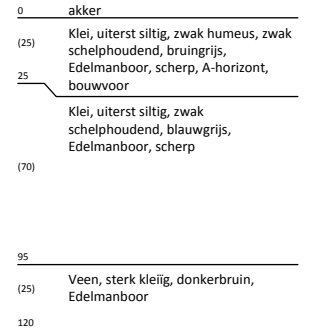 0 akker
(25) Klei, uiterst siltig, zwak humeus, zwak
schelphoudend, bruingrijs,
Edelmanboor, scherp, A-horizont,
25 bouwvoor
Klei, uiterst siltig, zwak
schelphoudend, blauwgrijs,
Edelmanboor, scherp
(70)
95
(25) Veen, sterk kleiïg, donkerbruin,
Edelmanboor
120